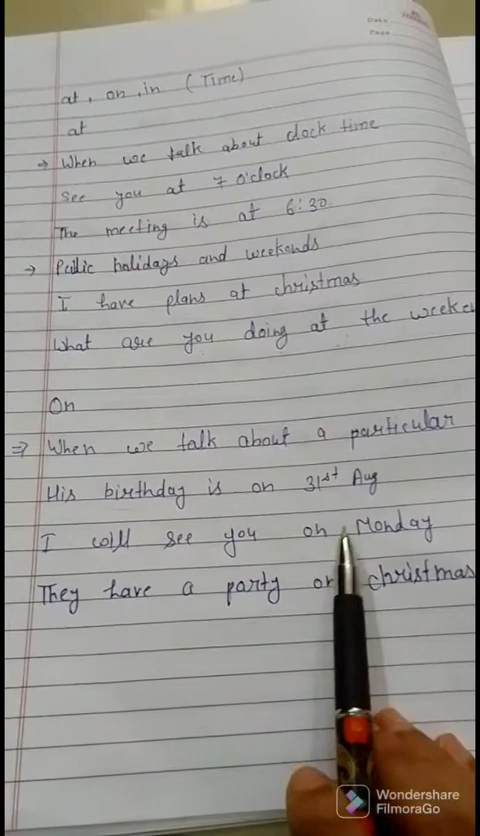 Date
Page
at, on, in (Time)
at
→ When we talk about clock time
See you at 7 o'clock
The meeting is at 6:30
→ Public holidays and weekends
I have plans at christmas
What are you doing at the weeke
On
⇒ When we talk about a particular
His birthday is on 31st Aug
I will see you on Monday
They have a party on christmas
Wondershare
FilmoraGo